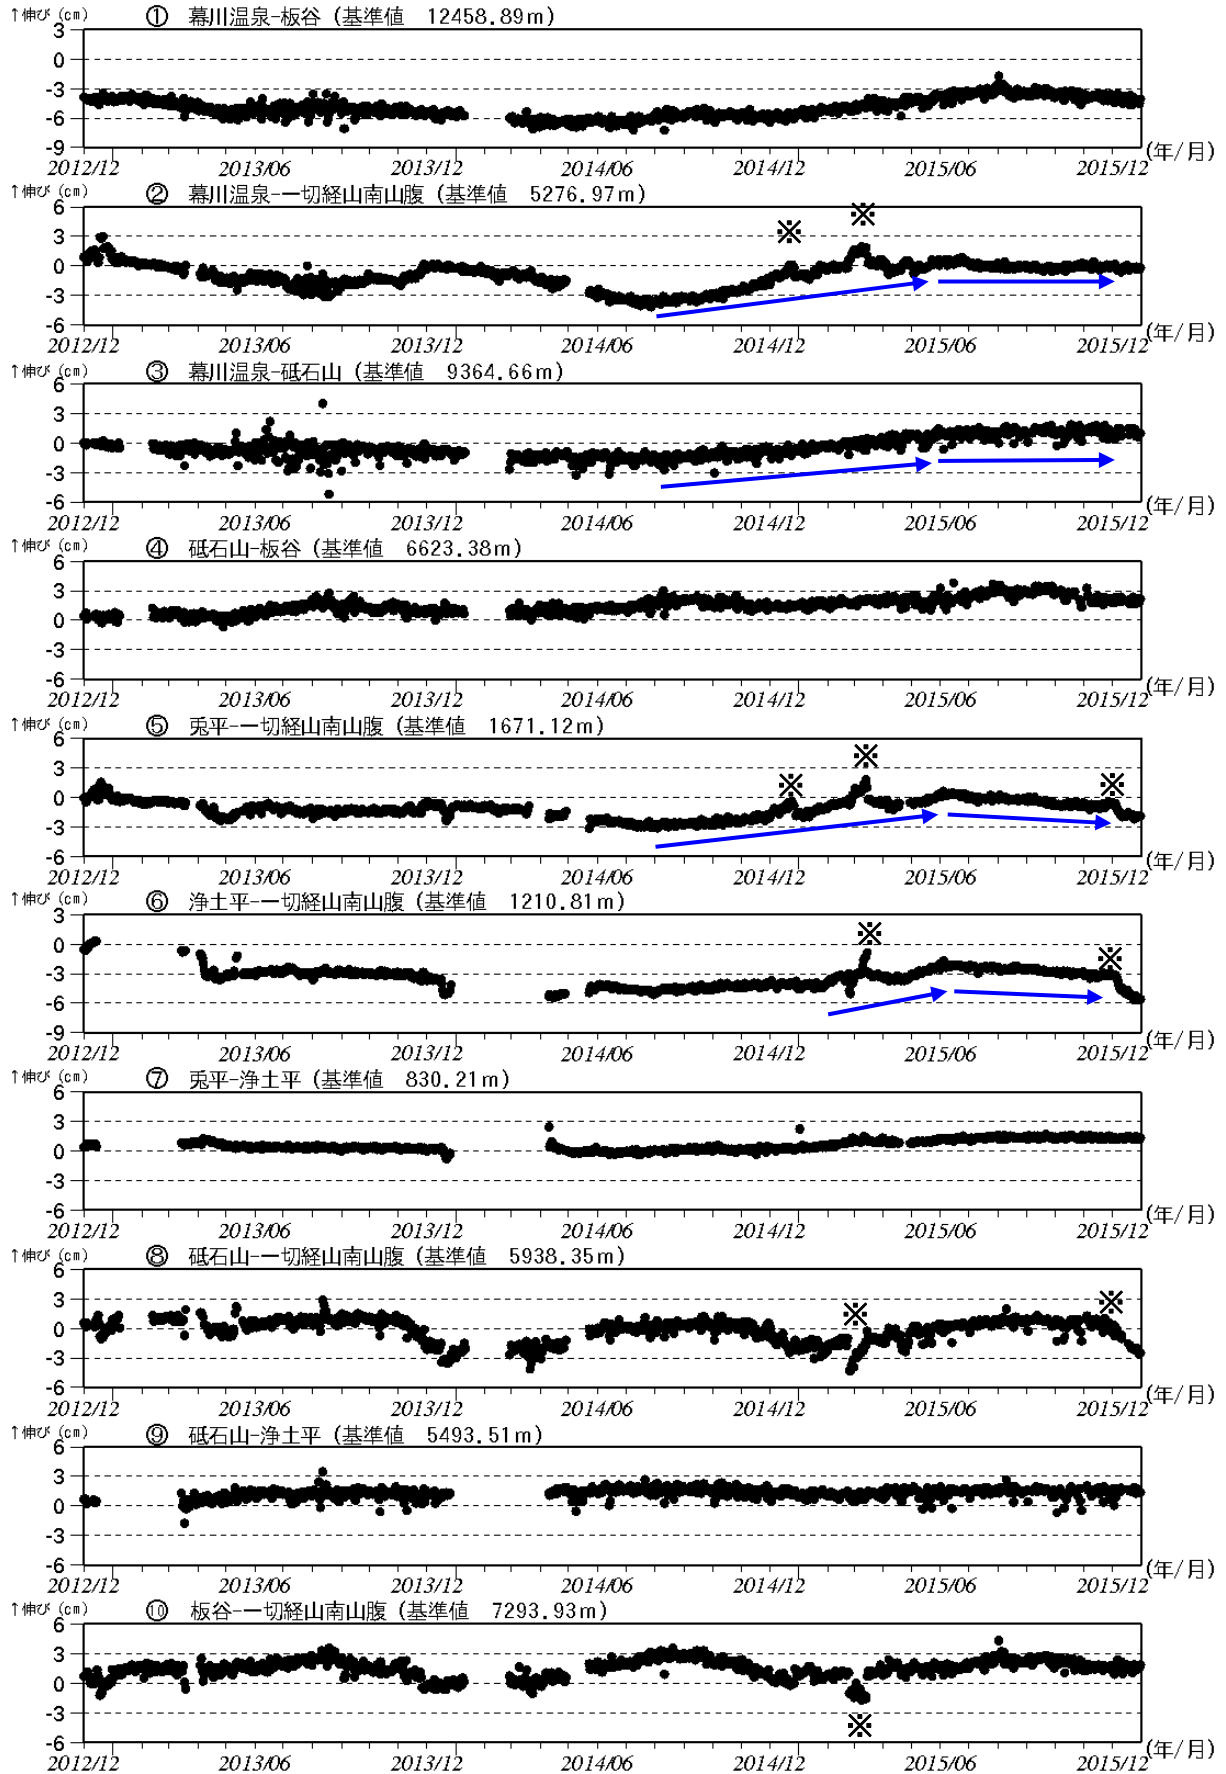 ↑伸び(cm) ① 幕川温泉-板谷 (基準値 12458.89m)
3
0
-3
-6
-9
2012/12 2013/06 2013/12 2014/06 2014/12 2015/06 2015/12 (年/月)
↑伸び(cm) ② 幕川温泉-一切経山南山腹 (基準値 5276.97m)
6
※
3 ※
0
-3
-6
2012/12 2013/06 2013/12 2014/06 2014/12 2015/06 2015/12 (年/月)
↑伸び(cm) ③ 幕川温泉-砥石山 (基準値 9364.66m)
6
3
0
-3
-6
2012/12 2013/06 2013/12 2014/06 2014/12 2015/06 2015/12 (年/月)
↑伸び(cm) ④ 砥石山-板谷 (基準値 6623.38m)
6
3
0
-3
-6
2012/12 2013/06 2013/12 2014/06 2014/12 2015/06 2015/12 (年/月)
↑伸び(cm) ⑤ 兎平-一切経山南山腹 (基準値 1671.12m)
6
※
3 ※ ※
0
-3
-6
2012/12 2013/06 2013/12 2014/06 2014/12 2015/06 2015/12 (年/月)
↑伸び(cm) ⑥ 浄土平-一切経山南山腹 (基準値 1210.81m)
3
※
0 ※
-3
-6
-9
2012/12 2013/06 2013/12 2014/06 2014/12 2015/06 2015/12 (年/月)
↑伸び(cm) ⑦ 兎平-浄土平 (基準値 830.21m)
6
3
0
-3
-6
2012/12 2013/06 2013/12 2014/06 2014/12 2015/06 2015/12 (年/月)
↑伸び(cm) ⑧ 砥石山-一切経山南山腹 (基準値 5938.35m)
6
3 ※ ※
0
-3
-6
2012/12 2013/06 2013/12 2014/06 2014/12 2015/06 2015/12 (年/月)
↑伸び(cm) ⑨ 砥石山-浄土平 (基準値 5493.51m)
6
3
0
-3
-6
2012/12 2013/06 2013/12 2014/06 2014/12 2015/06 2015/12 (年/月)
↑伸び(cm) ⑩ 板谷-一切経山南山腹 (基準値 7293.93m)
6
3
0
-3
※
-6
2012/12 2013/06 2013/12 2014/06 2014/12 2015/06 2015/12 (年/月)